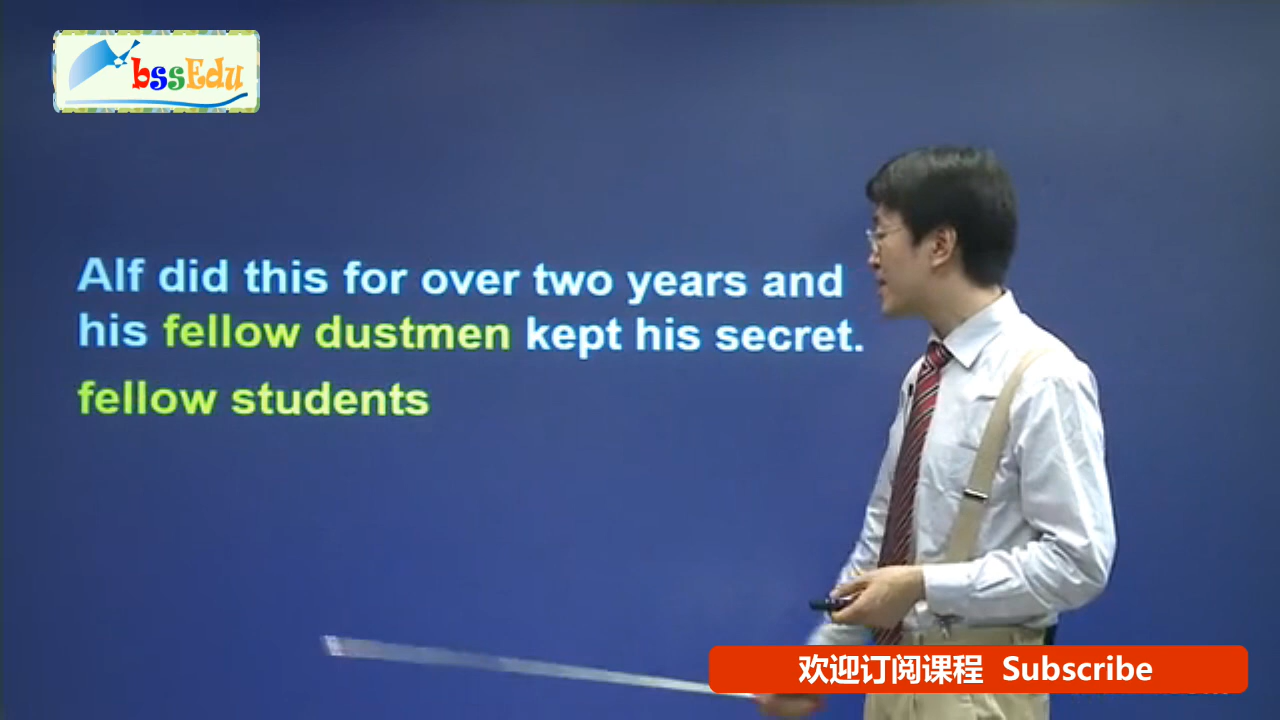 bssEdu
Alf did this for over two years and
his fellow dustmen kept his secret.
fellow students
欢迎订阅课程 Subscribe